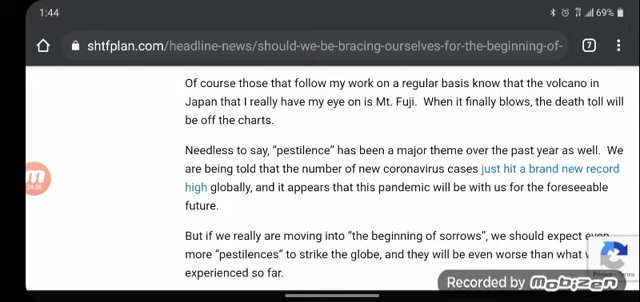 1:44
69%
shtfplan.com/headline-news/should-we-be-bracing-ourselves-for-the-beginning-of-
7
Of course those that follow my work on a regular basis know that the volcano in
Japan that I really have my eye on is Mt. Fuji. When it finally blows, the death toll will
be off the charts.
Needless to say, “pestilence” has been a major theme over the past year as well. We
are being told that the number of new coronavirus cases just hit a brand new record
high globally, and it appears that this pandemic will be with us for the foreseeable
future.
But if we really are moving into “the beginning of sorrows”, we should expect even
more “pestilences” to strike the globe, and they will be even worse than what
experienced so far.
24:56
Privacy - Terms
Recorded by Mobizen